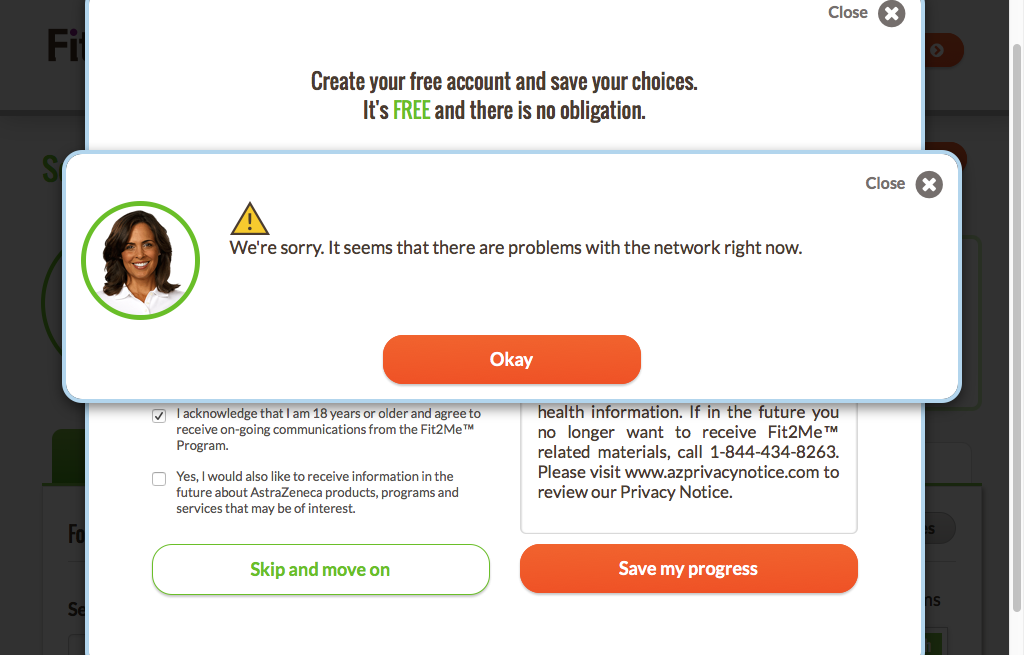 Close
Fit
Create your free account and save your choices.
It's FREE and there is no obligation.
Close
We're sorry. It seems that there are problems with the network right now.
Okay
I acknowledge that I am 18 years or older and agree to
receive on-going communications from the Fit2Me™
Program.
Yes, I would also like to receive information in the
future about AstraZeneca products, programs and
services that may be of interest.
health information. If in the future you
no longer want to receive Fit2Me™
related materials, call 1-844-434-8263.
Please visit www.azprivacynotice.com to
review our Privacy Notice.
Skip and move on
Save my progress